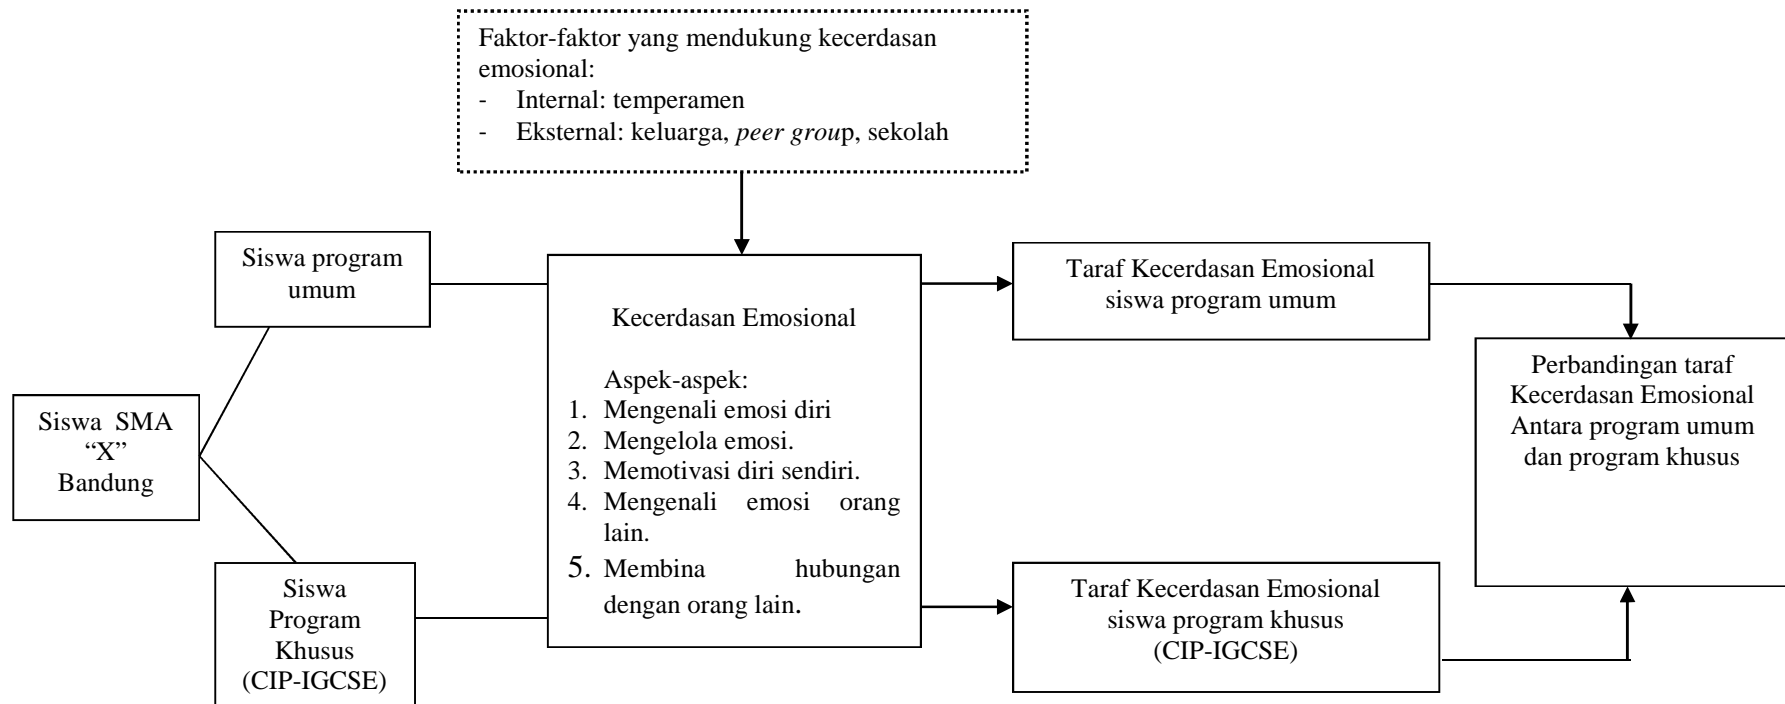 Faktor-faktor yang mendukung kecerdasan
emosional:
- Internal: temperamen
- Eksternal: keluarga, peer group, sekolah
Siswa program
umum
Siswa SMA
“X”
Bandung
Siswa
Program
Khusus
(CIP-IGCSE)
Kecerdasan Emosional
Aspek-aspek:
1. Mengenali emosi diri
2. Mengelola emosi.
3. Memotivasi diri sendiri.
4. Mengenali emosi orang
lain.
5. Membina hubungan
dengan orang lain.
Taraf Kecerdasan Emosional
siswa program umum
Taraf Kecerdasan Emosional
siswa program khusus
(CIP-IGCSE)
Perbandingan taraf
Kecerdasan Emosional
Antara program umum
dan program khusus